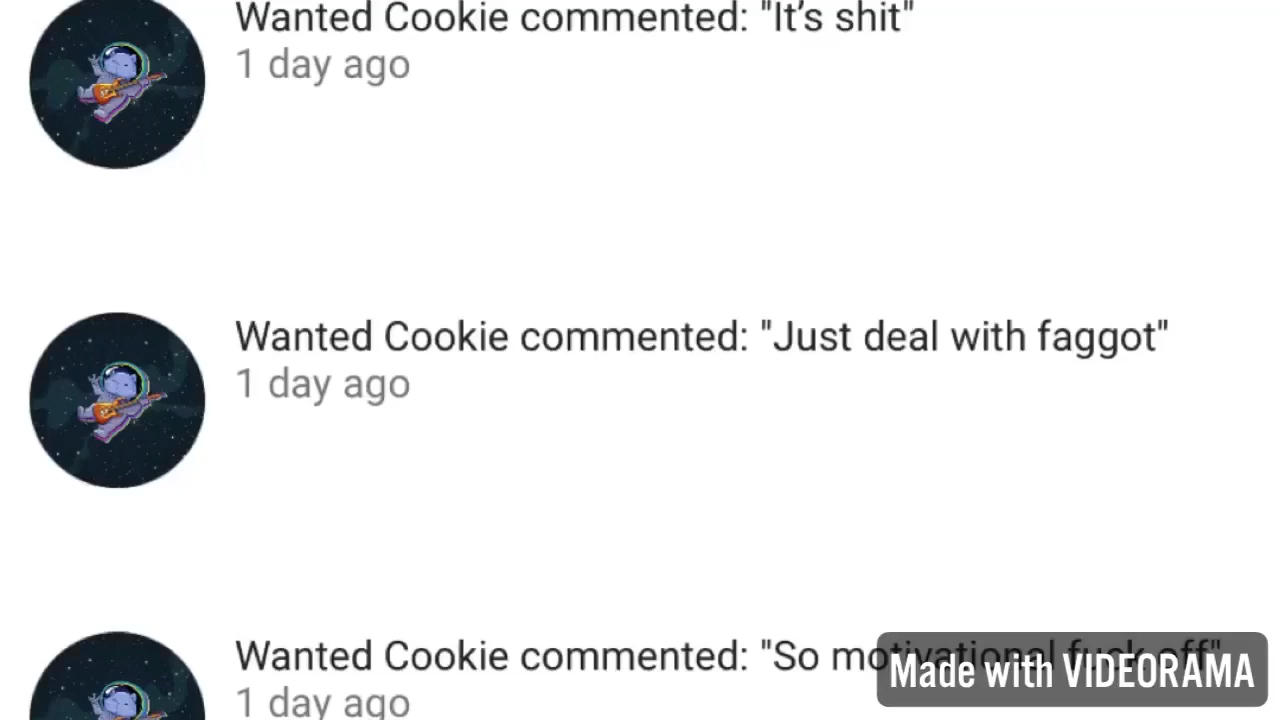 Wanted Cookie commented: "It’s shit"
1 day ago
Wanted Cookie commented: "Just deal with faggot"
1 day ago
Wanted Cookie commented: "So motivational fuck off"
1 day ago
Made with VIDEORAMA